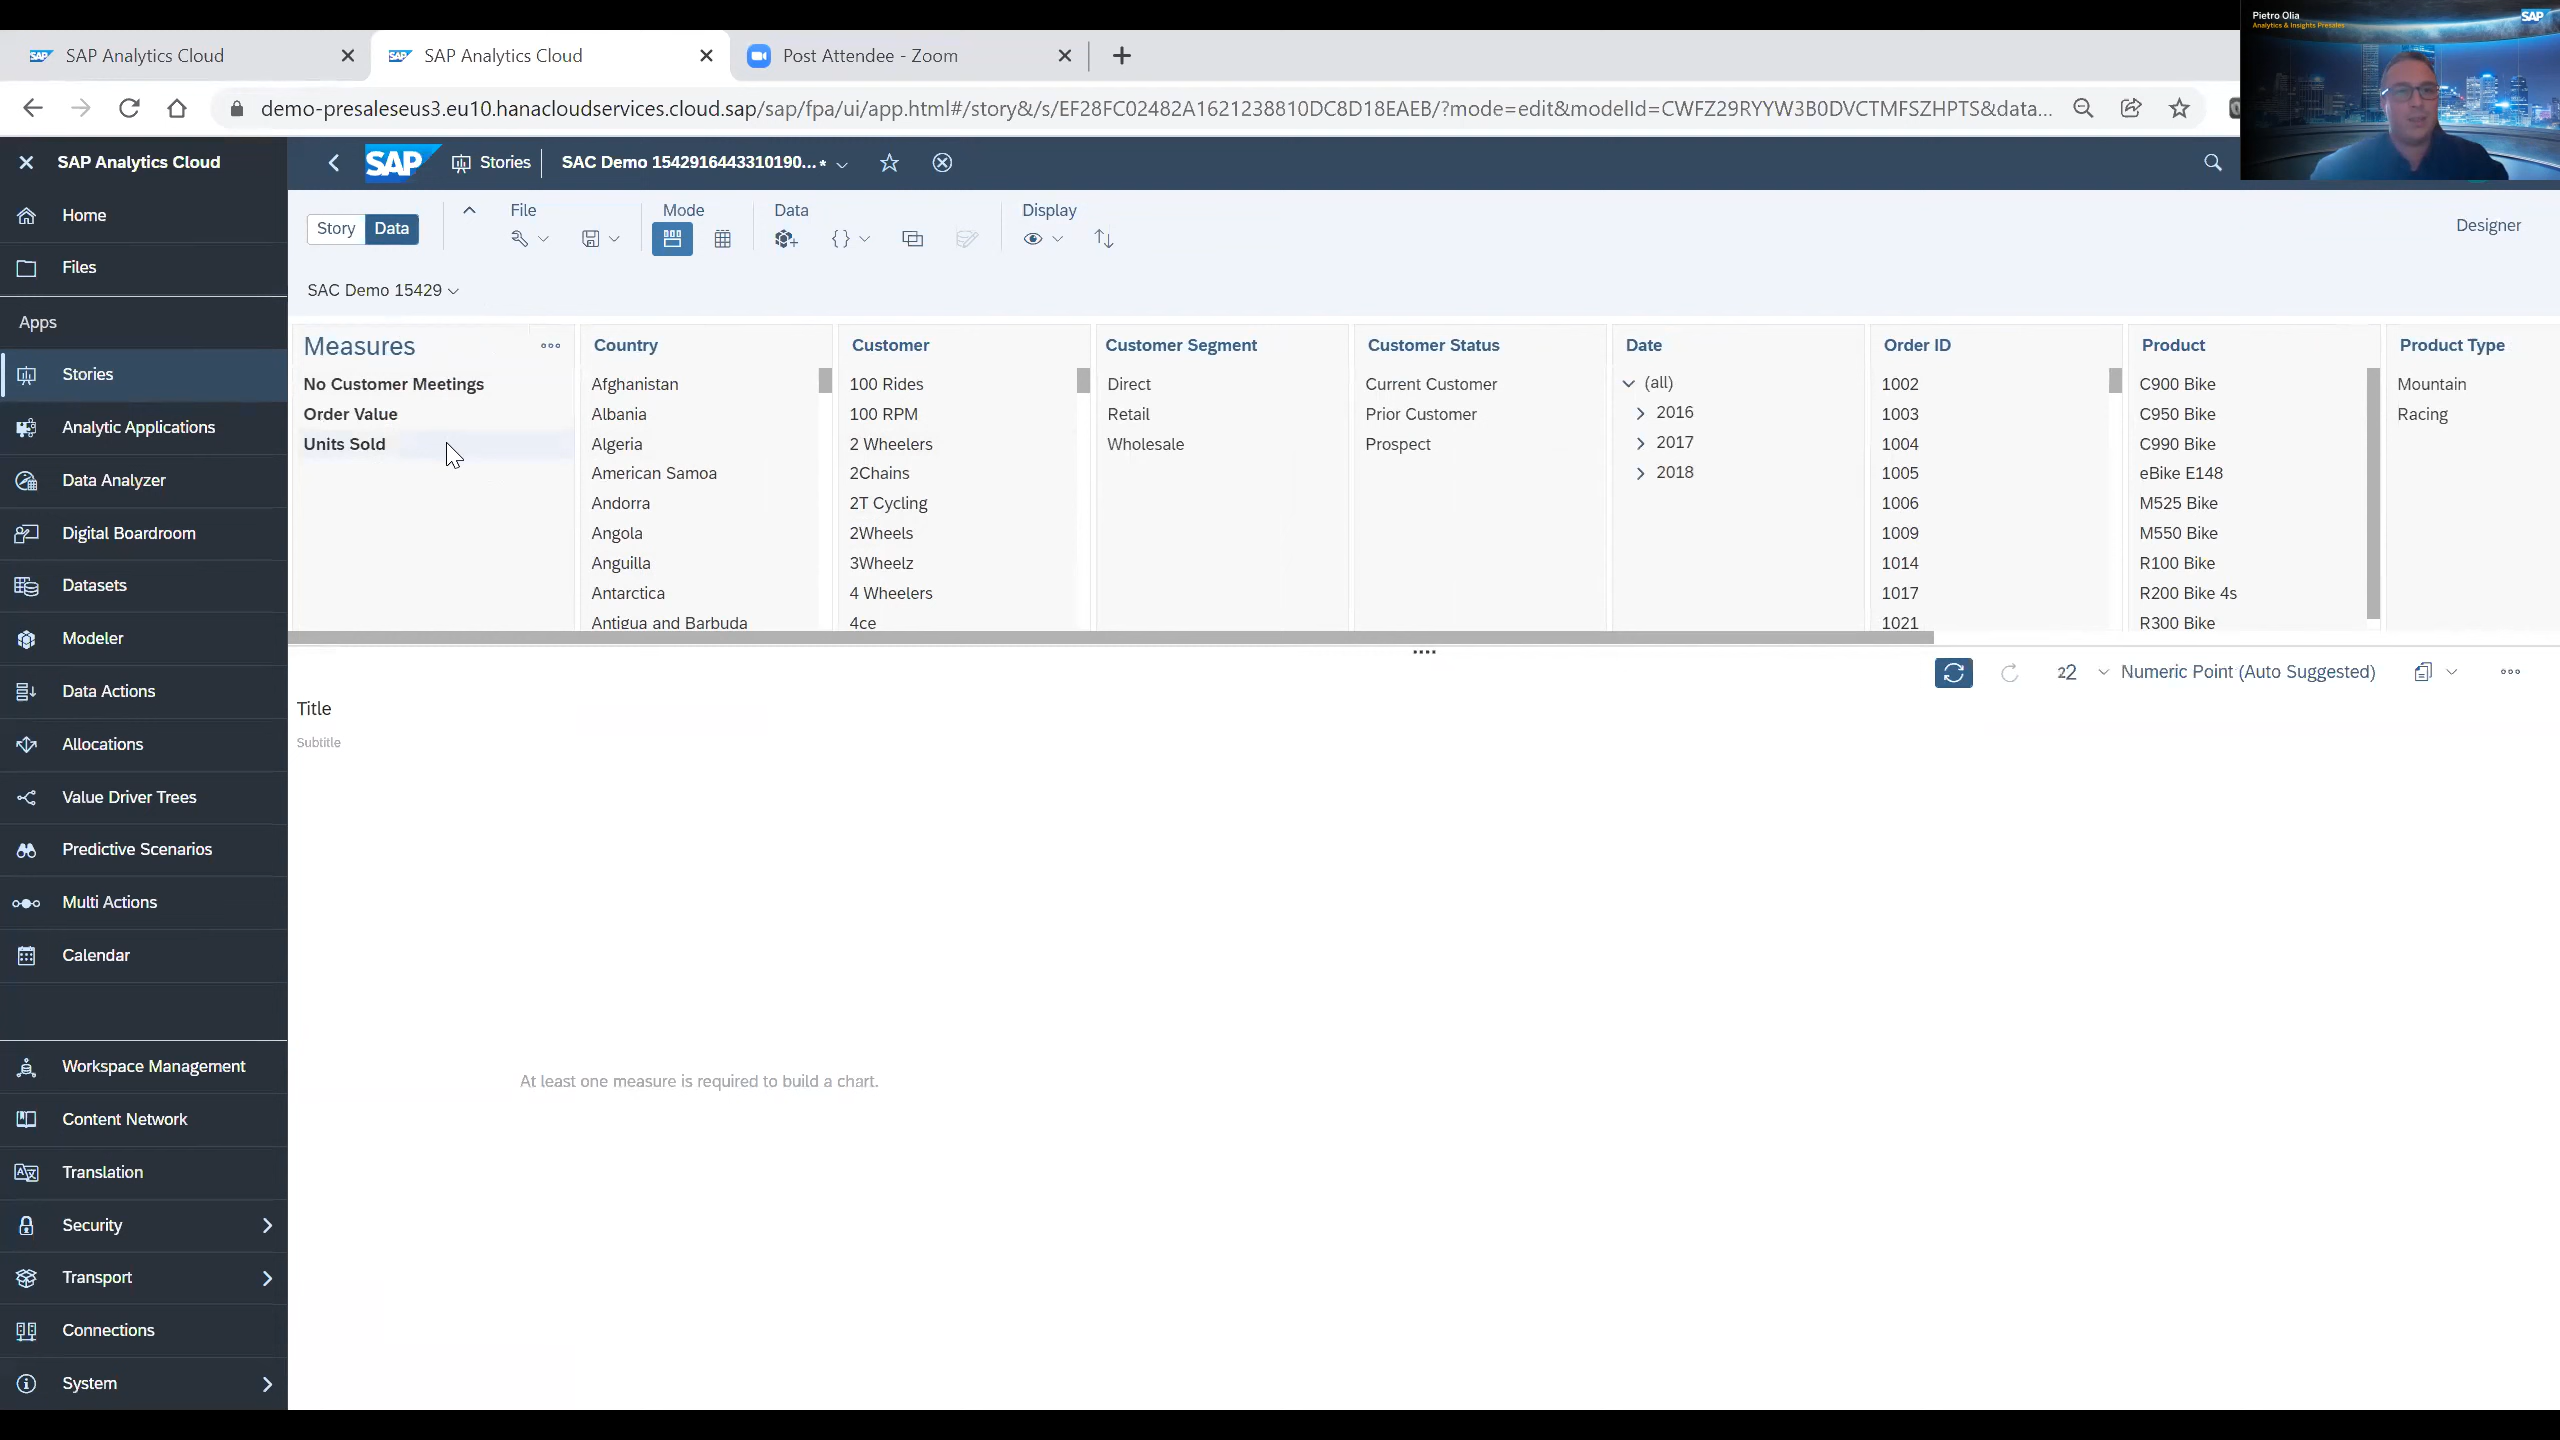 Pietro Olia
Analytics & Insights Presales
SAP
SAP Analytics Cloud
SAP Analytics Cloud
Post Attendee - Zoom
demo-presaleseus3.eu10.hanacloudservices.cloud.sap/sap/fpa/ui/app.html#/story&/s/EF28FC02482A1621238810DC8D18EAEB/?mode=edit&modelId=CWFZ29RYYW3B0DVCTMFSZHPTS&data...
SAP Analytics Cloud
SAP
Stories
SAC Demo 1542916443310190...*
Home
Files
Apps
Stories
Analytic Applications
Data Analyzer
Digital Boardroom
Datasets
Modeler
Data Actions
Allocations
Value Driver Trees
Predictive Scenarios
Multi Actions
Calendar
Workspace Management
Content Network
Translation
Security
Transport
Connections
System
Story
Data
File
Mode
Data
Display
Designer
SAC Demo 15429
Measures
No Customer Meetings
Order Value
Units Sold
Country
Afghanistan
Albania
Algeria
American Samoa
Andorra
Angola
Anguilla
Antarctica
Antigua and Barbuda
Customer
100 Rides
100 RPM
2 Wheelers
2Chains
2T Cycling
2Wheels
3Wheelz
4 Wheelers
4ce
Customer Segment
Direct
Retail
Wholesale
Customer Status
Current Customer
Prior Customer
Prospect
Date
(all)
2016
2017
2018
Order ID
1002
1003
1004
1005
1006
1009
1014
1017
1021
Product
C900 Bike
C950 Bike
C990 Bike
eBike E148
M525 Bike
M550 Bike
R100 Bike
R200 Bike 4s
R300 Bike
Product Type
Mountain
Racing
22
Numeric Point (Auto Suggested)
Title
Subtitle
At least one measure is required to build a chart.